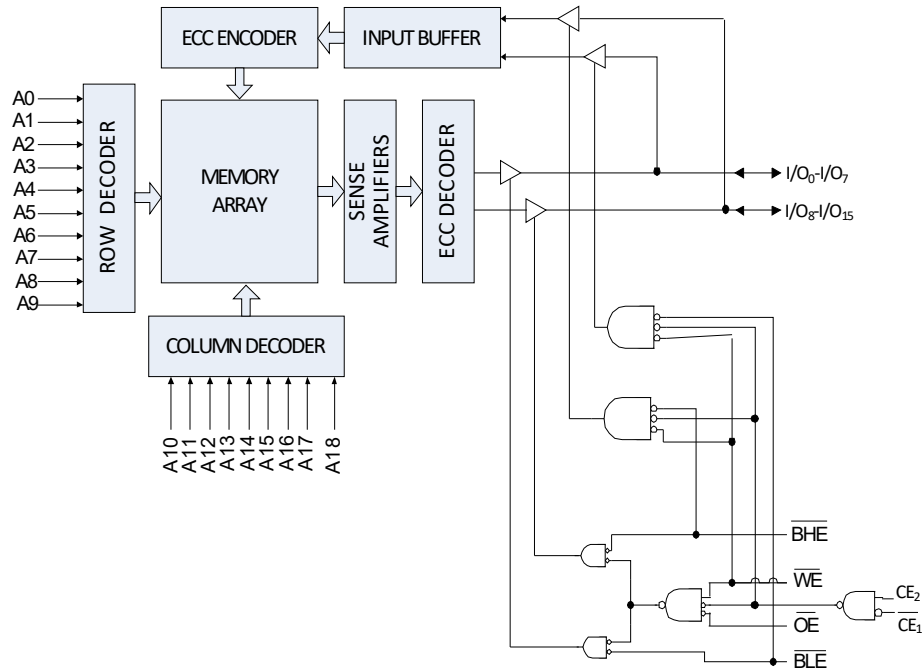 ECC ENCODER
INPUT BUFFER
A0
A1
A2
A3
A4
A5
A6
A7
A8
A9
ROW DECODER
MEMORY
ARRAY
SENSE
AMPLIFIERS
ECC DECODER
I/O0-I/O7
I/O8-I/O15
COLUMN DECODER
A10
A11
A12
A13
A14
A15
A16
A17
A18
BHE
WE
CE2
OE
CE1
BLE